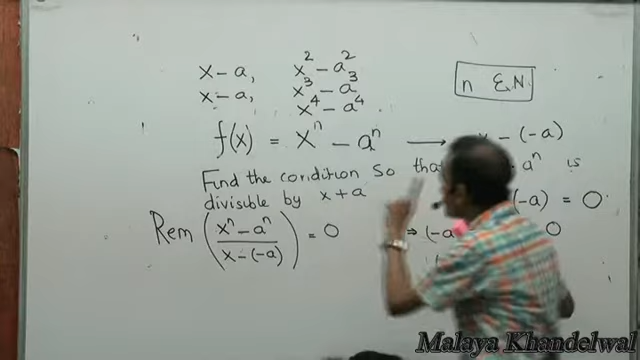 x - a, x² - a²
x - a, x³ - a³
x⁴ - a⁴
n ∈ N
f(x) = xⁿ - aⁿ → x - (-a)
Find the condition So that aⁿ is
divisible by x + a
(-a) = 0
Rem (xⁿ - aⁿ / x - (-a)) = 0
⇒ (-a 0
Malaya Khandelwal